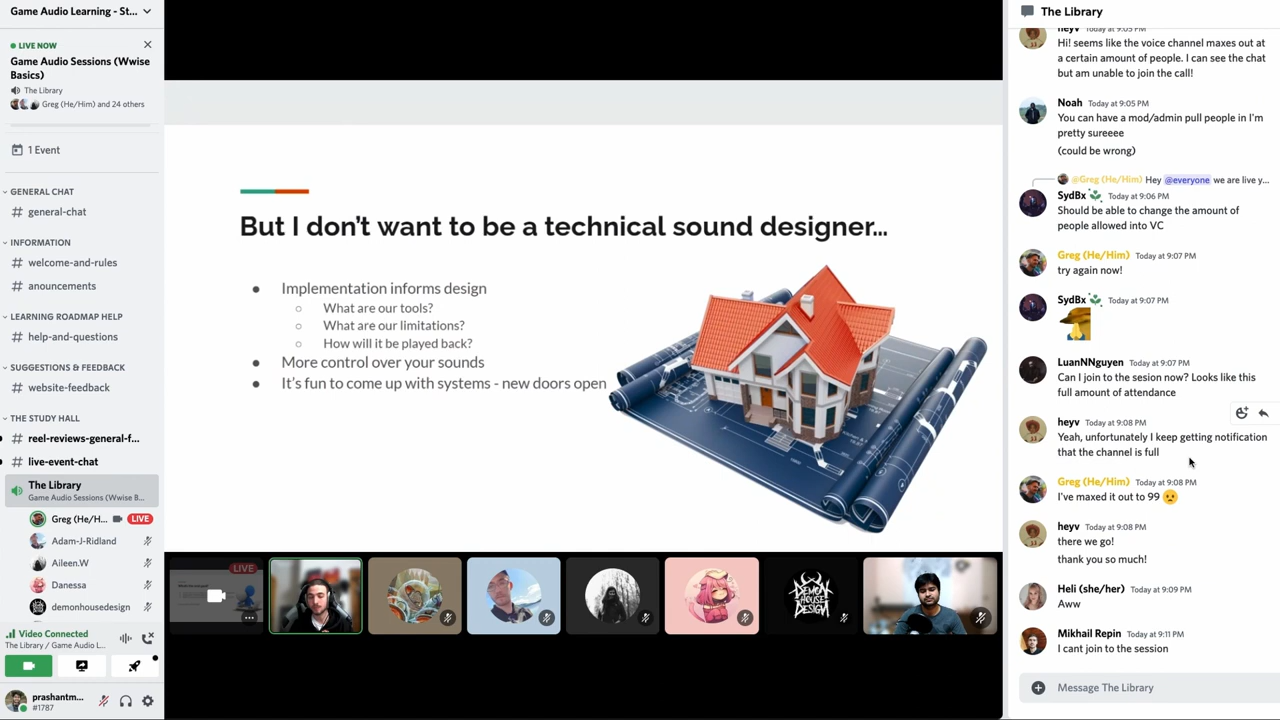 Game Audio Learning - St...
LIVE NOW
Game Audio Sessions (Wwise
Basics)
The Library
Greg (He/Him) and 24 others
1 Event
GENERAL CHAT
general-chat
INFORMATION
welcome-and-rules
anouncements
LEARNING ROADMAP HELP
help-and-questions
SUGGESTIONS & FEEDBACK
website-feedback
THE STUDY HALL
reel-reviews-general-f...
live-event-chat
The Library
Game Audio Sessions (Wwise B...
Greg (He/H... LIVE
Adam-J-Ridland
Aileen.W
Danessa
demonhousedesign
Video Connected
The Library / Game Audio L...
prashantm...
#1787
But I don't want to be a technical sound designer...
Implementation informs design
What are our tools?
What are our limitations?
How will it be played back?
More control over your sounds
It's fun to come up with systems - new doors open
LIVE
DEMON
HOUSE
DESIGN
The Library
heyv Today at 9:05 PM
Hi! seems like the voice channel maxes out at
a certain amount of people. I can see the chat
but am unable to join the call!
Noah Today at 9:05 PM
You can have a mod/admin pull people in I'm
pretty sureeee
(could be wrong)
@Greg (He/Him) Hey @everyone we are live y...
SydBx Today at 9:06 PM
Should be able to change the amount of
people allowed into VC
Greg (He/Him) Today at 9:07 PM
try again now!
SydBx Today at 9:07 PM
LuanNNguyen Today at 9:07 PM
Can I join to the sesion now? Looks like this
full amount of attendance
heyv Today at 9:08 PM
Yeah, unfortunately I keep getting notification
that the channel is full
Greg (He/Him) Today at 9:08 PM
I've maxed it out to 99
heyv Today at 9:08 PM
there we go!
thank you so much!
Heli (she/her) Today at 9:09 PM
Aww
Mikhail Repin Today at 9:11 PM
I cant join to the session
Message The Library